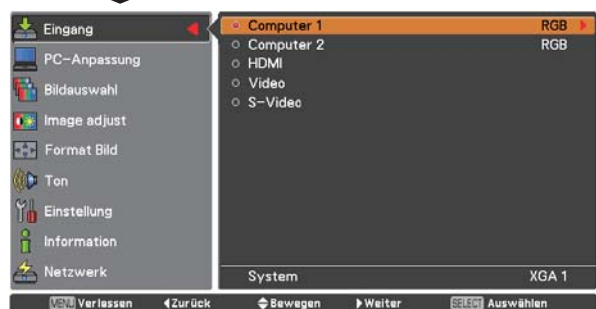 Eingang
PC-Anpassung
Bildauswahl
Image adjust
Format Bild
Ton
Einstellung
Information
Netzwerk
Computer 1 RGB
Computer 2 RGB
HDMI
Video
S-Video
System XGA 1
MENU Verlassen Zurück Bewegen Weiter SELECT Auswählen